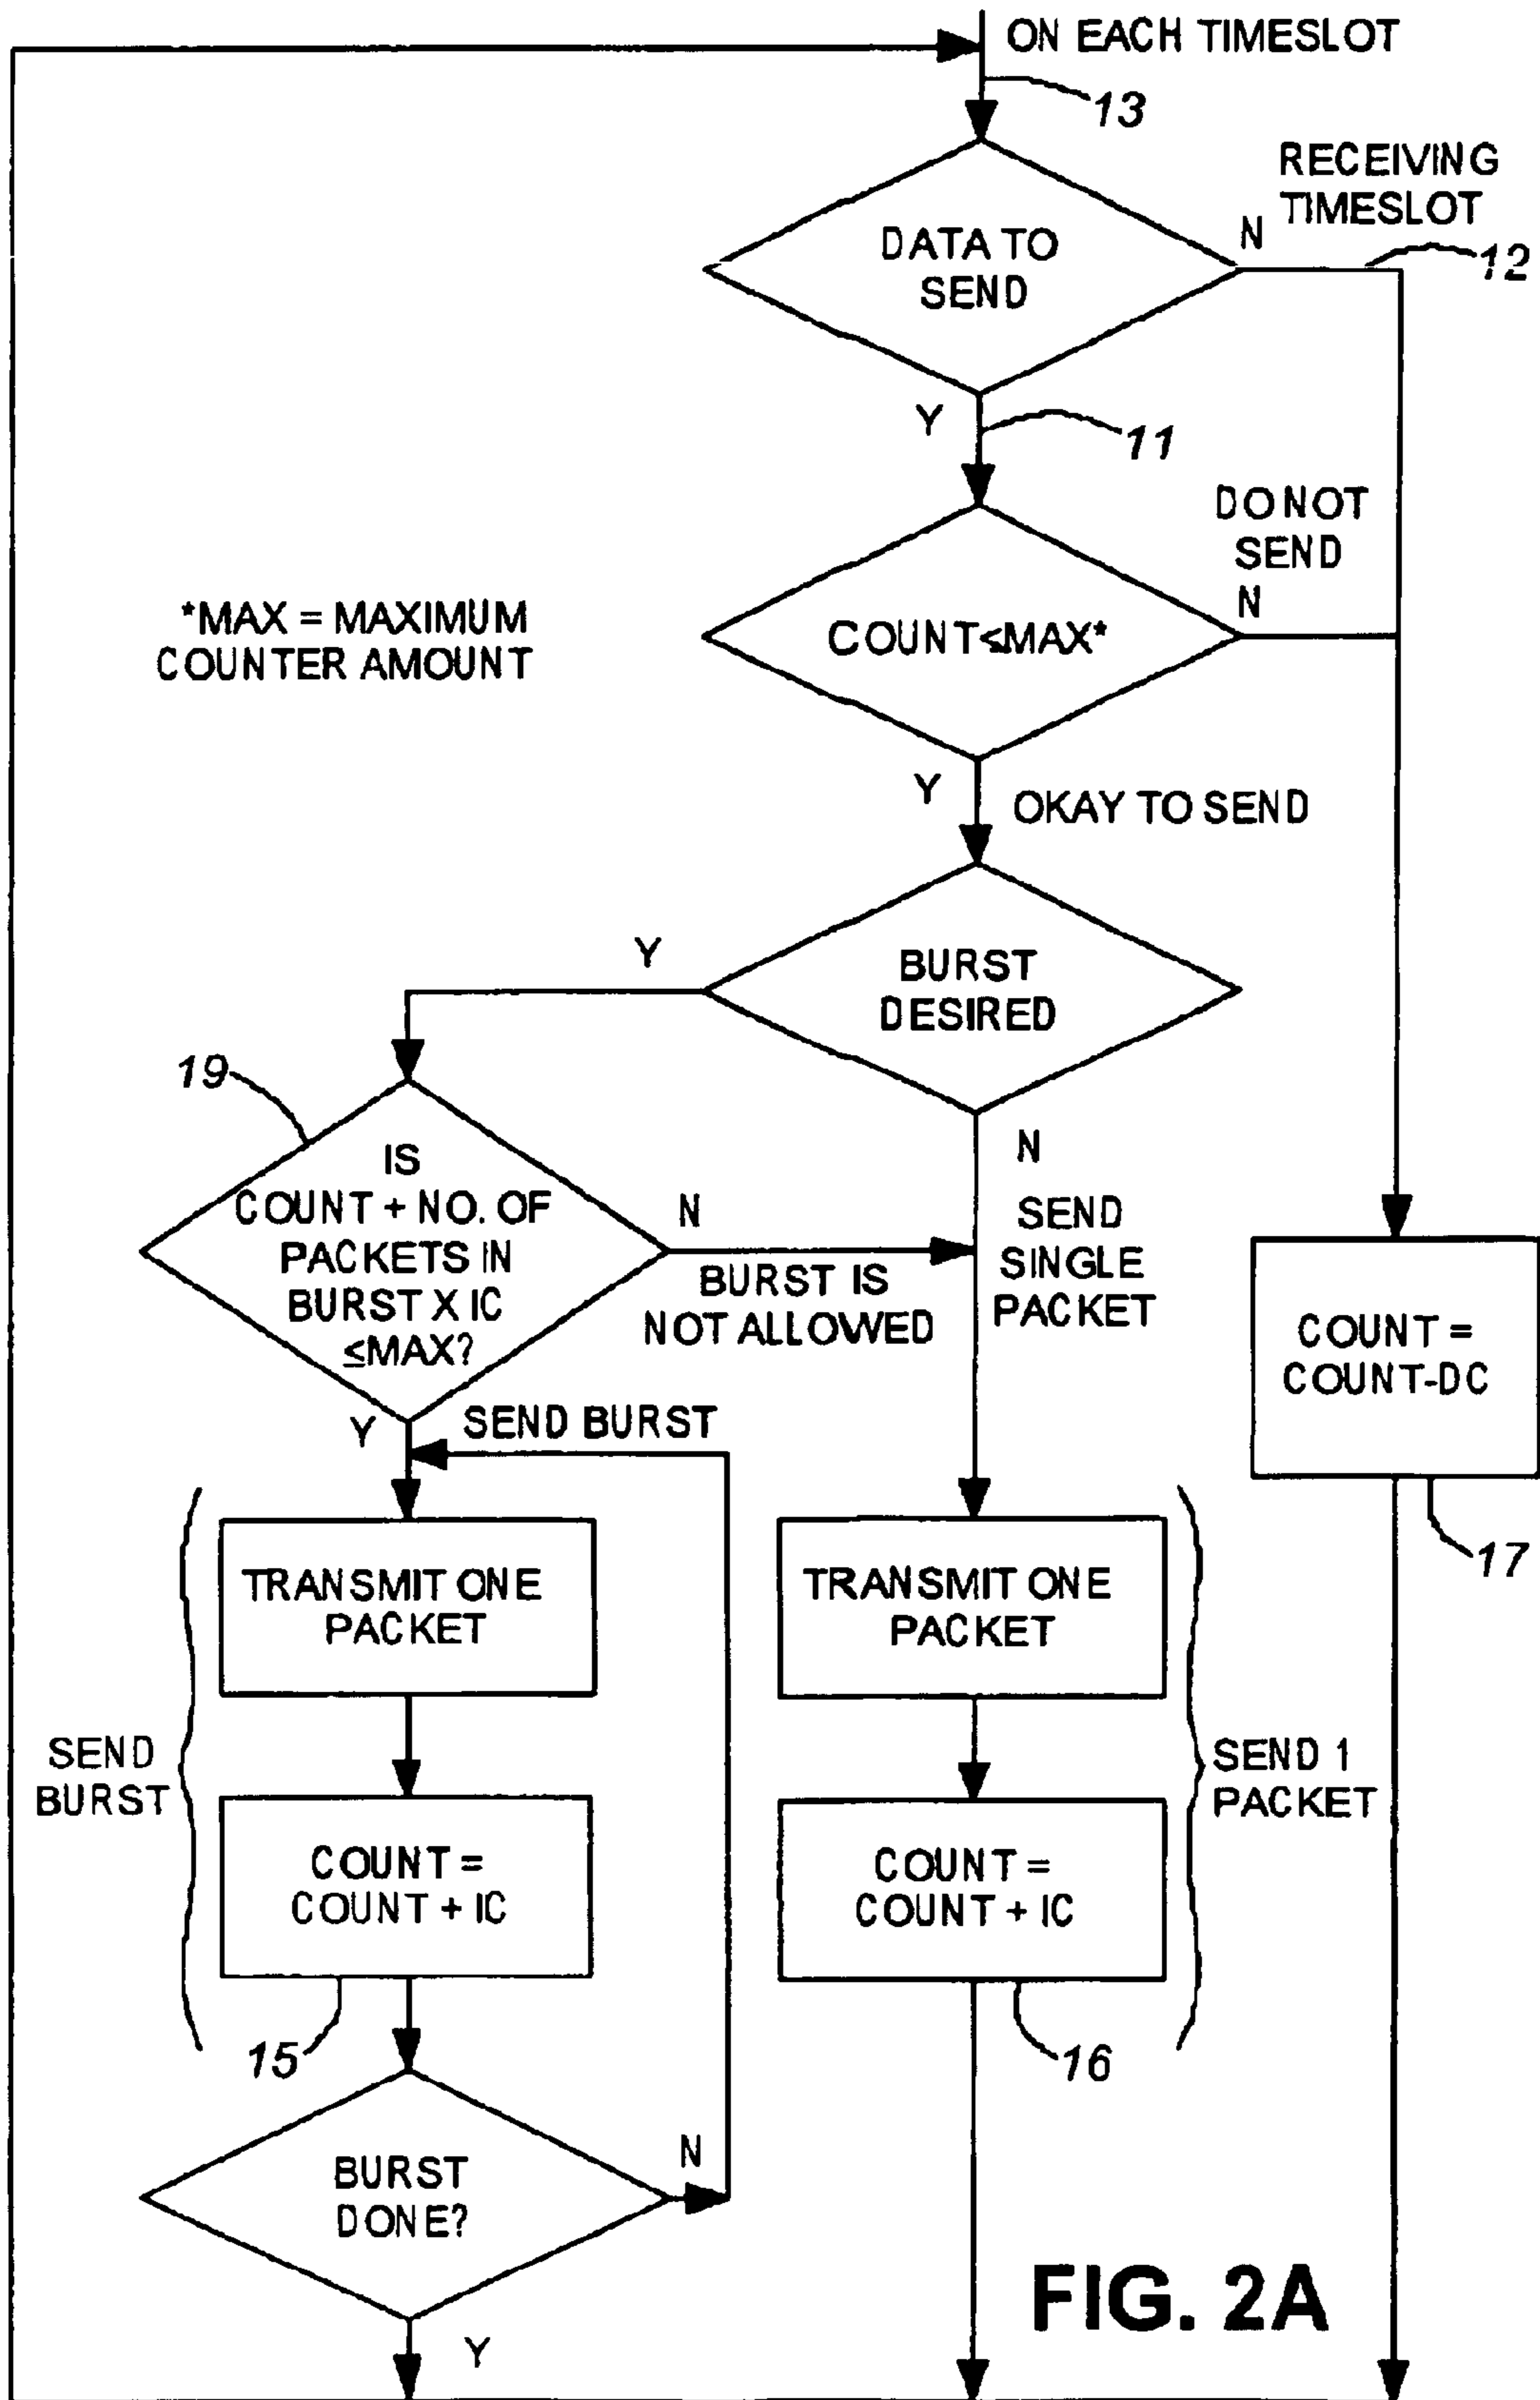 ON EACH TIMESLOT
13
RECEIVING
TIMESLOT
DATA TO
SEND
N
12
Y
11
DO NOT
SEND
N
*MAX = MAXIMUM
COUNTER AMOUNT
COUNT≤MAX*
Y
OKAY TO SEND
Y
BURST
DESIRED
19
N
IS
COUNT + NO. OF
PACKETS IN
BURST X IC
≤MAX?
N
BURST IS
NOT ALLOWED
SEND
SINGLE
PACKET
COUNT =
COUNT-DC
17
Y
SEND BURST
TRANSMIT ONE
PACKET
TRANSMIT ONE
PACKET
SEND
BURST
SEND 1
PACKET
COUNT =
COUNT + IC
COUNT =
COUNT + IC
15
16
BURST
DONE?
N
Y
FIG. 2A